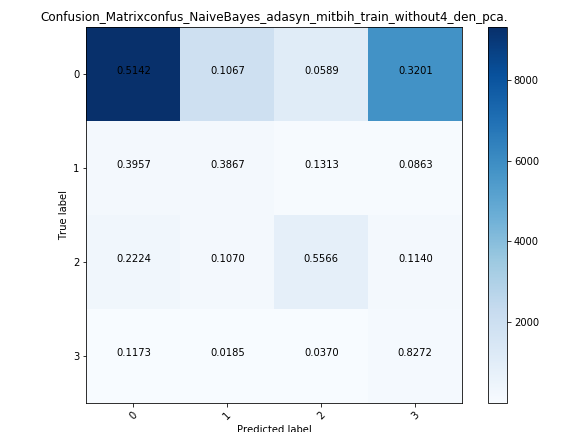 Confusion_Matrixconfus_NaiveBayes_adasyn_mitbih_train_without4_den_pca.
0 0.5142 0.1067 0.0589 0.3201
1 0.3957 0.3867 0.1313 0.0863
2 0.2224 0.1070 0.5566 0.1140
3 0.1173 0.0185 0.0370 0.8272
0 1 2 3
True label
Predicted label
8000
6000
4000
2000